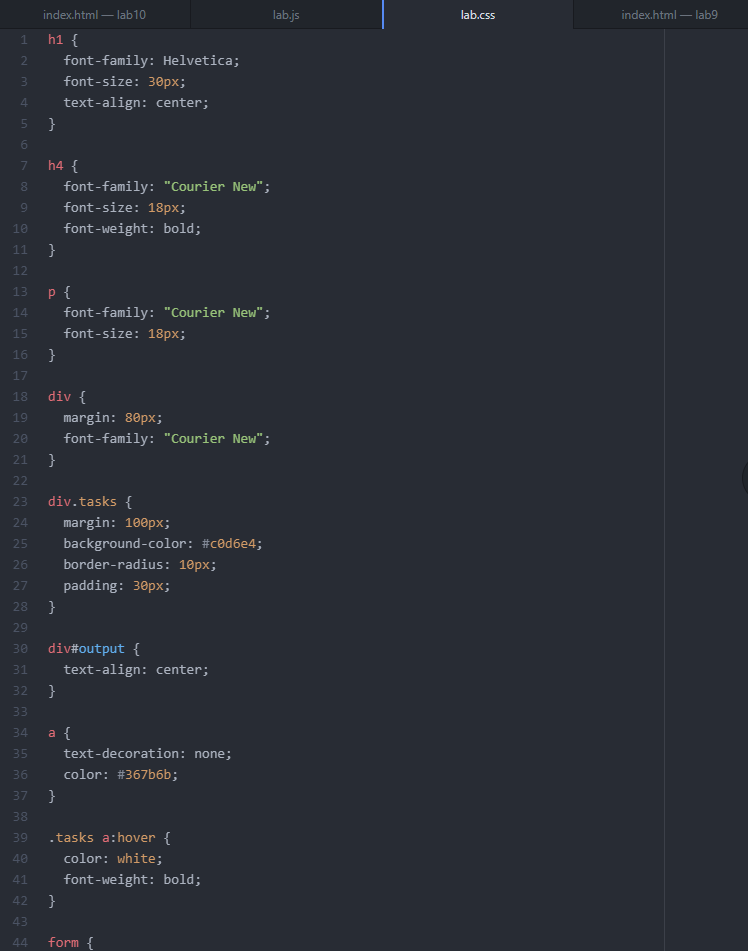 index.html — lab10 lab.js lab.css index.html — lab9
1 h1 {
2   font-family: Helvetica;
3   font-size: 30px;
4   text-align: center;
5 }
6
7 h4 {
8   font-family: "Courier New";
9   font-size: 18px;
10   font-weight: bold;
11 }
12
13 p {
14   font-family: "Courier New";
15   font-size: 18px;
16 }
17
18 div {
19   margin: 80px;
20   font-family: "Courier New";
21 }
22
23 div.tasks {
24   margin: 100px;
25   background-color: #c0d6e4;
26   border-radius: 10px;
27   padding: 30px;
28 }
29
30 div#output {
31   text-align: center;
32 }
33
34 a {
35   text-decoration: none;
36   color: #367b6b;
37 }
38
39 .tasks a:hover {
40   color: white;
41   font-weight: bold;
42 }
43
44 form {